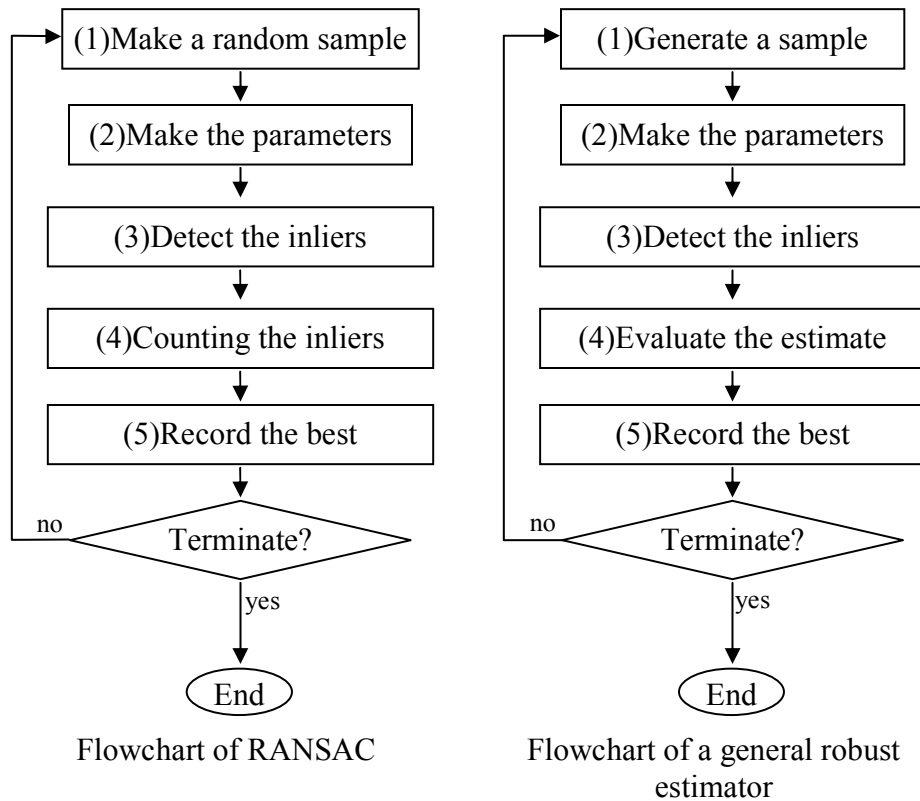 (1)Make a random sample
(2)Make the parameters
(3)Detect the inliers
(4)Counting the inliers
(5)Record the best
Terminate?
no
yes
End
Flowchart of RANSAC
(1)Generate a sample
(2)Make the parameters
(3)Detect the inliers
(4)Evaluate the estimate
(5)Record the best
Terminate?
no
yes
End
Flowchart of a general robust
estimator